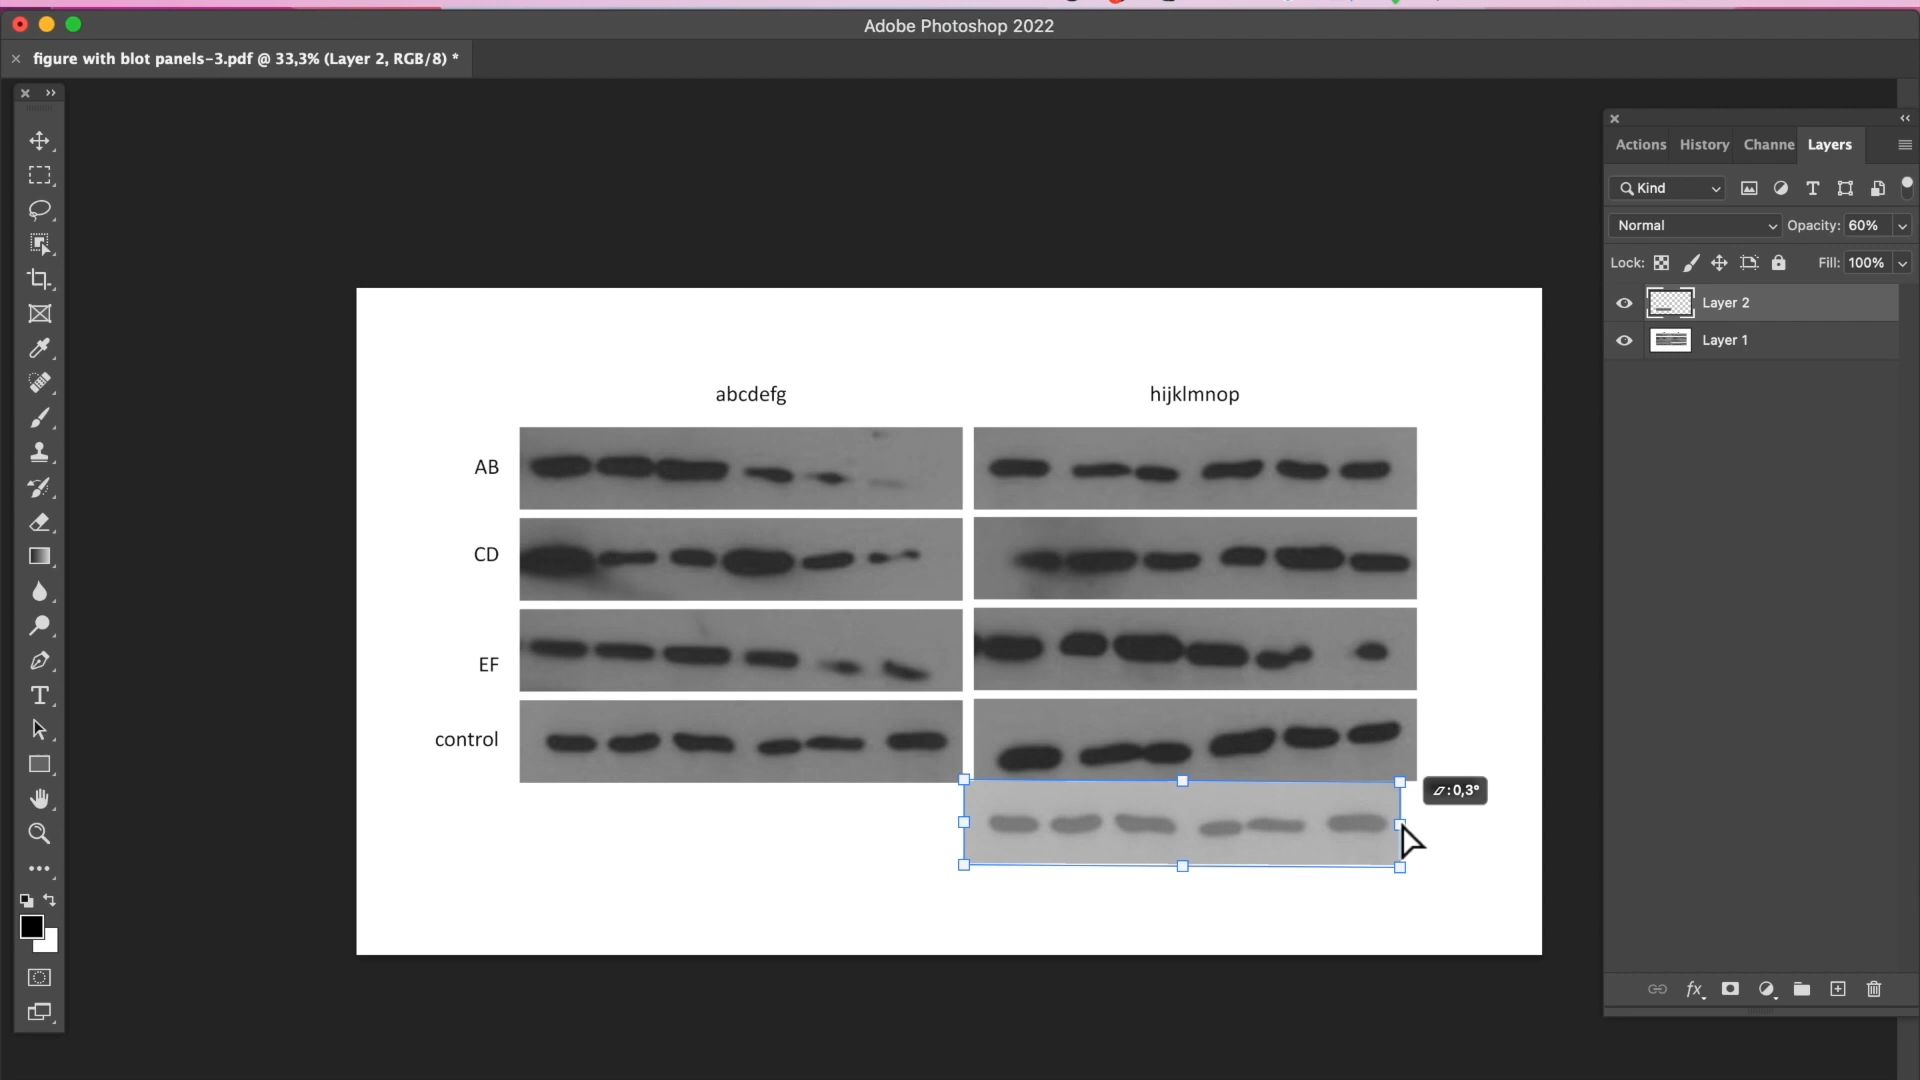 Adobe Photoshop 2022
figure with blot panels-3.pdf @ 33,3% (Layer 2, RGB/8) *
Actions History Channe Layers
Kind
Normal Opacity: 60%
Lock: Fill: 100%
Layer 2
Layer 1
abcdefg hijklmnop
AB
CD
EF
control
:0,3°
fx